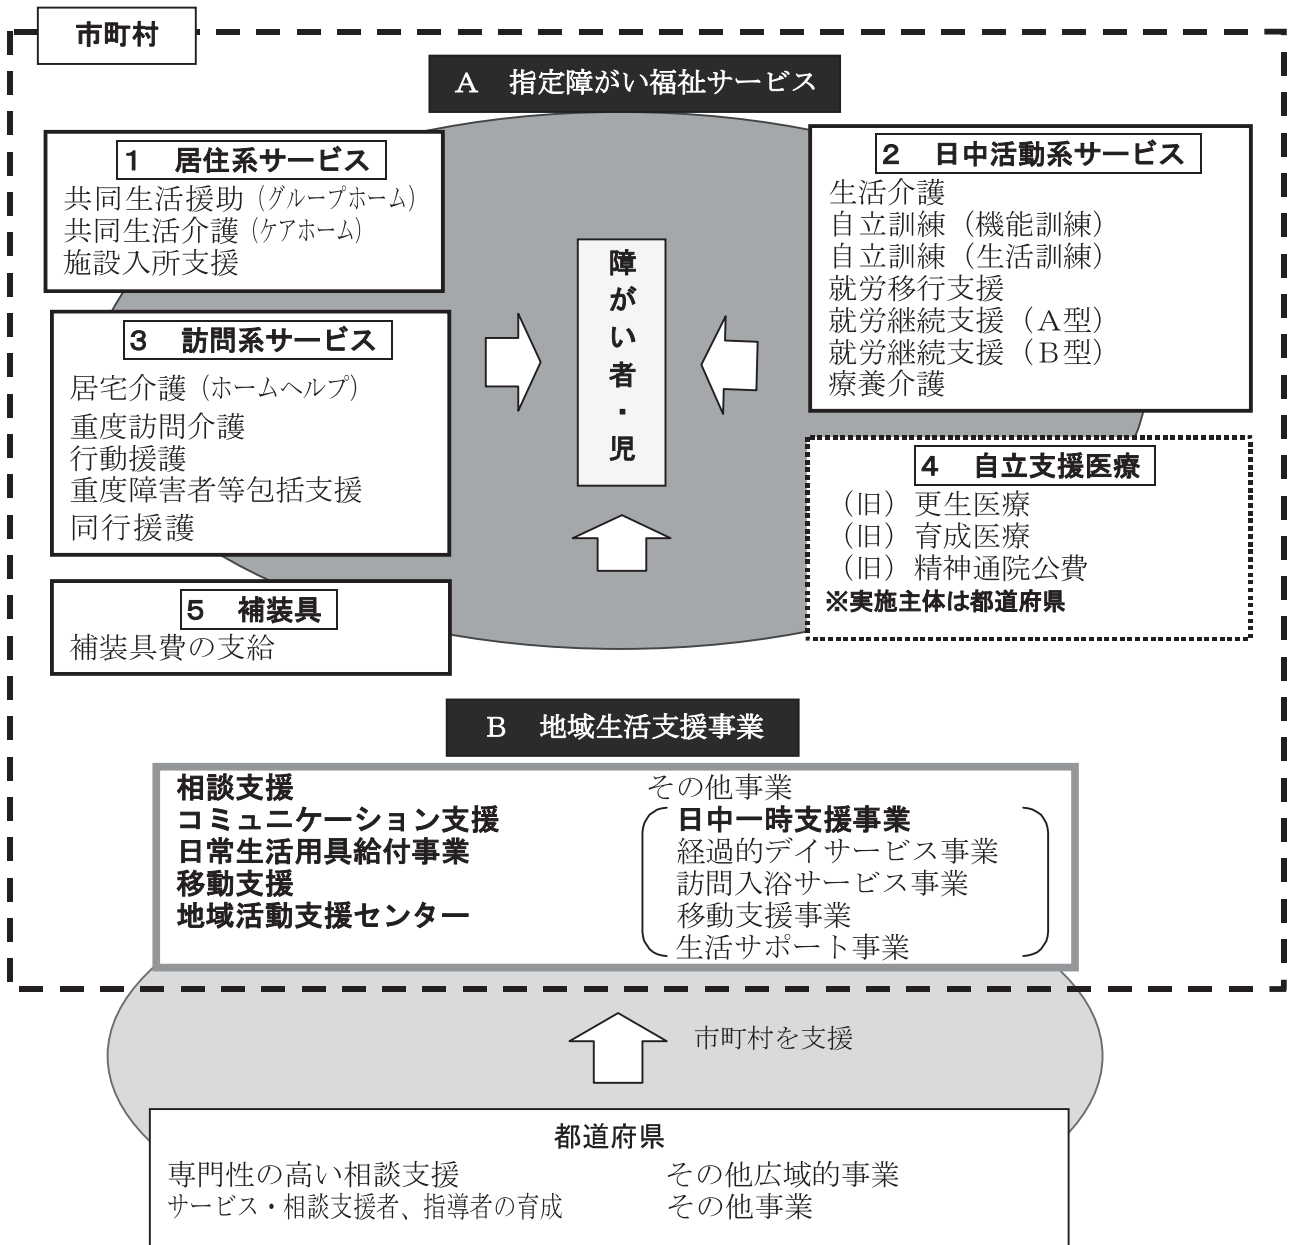 市町村
A 指定障がい福祉サービス
1 居住系サービス
共同生活援助(グループホーム)
共同生活介護(ケアホーム)
施設入所支援
2 日中活動系サービス
生活介護
自立訓練(機能訓練)
自立訓練(生活訓練)
就労移行支援
就労継続支援(A型)
就労継続支援(B型)
療養介護
障がい者・児
3 訪問系サービス
居宅介護(ホームヘルプ)
重度訪問介護
行動援護
重度障害者等包括支援
同行援護
4 自立支援医療
(旧)更生医療
(旧)育成医療
(旧)精神通院公費
※実施主体は都道府県
5 補装具
補装具費の支給
B 地域生活支援事業
相談支援
コミュニケーション支援
日常生活用具給付事業
移動支援
地域活動支援センター
その他事業
日中一時支援事業
経過的デイサービス事業
訪問入浴サービス事業
移動支援事業
生活サポート事業
市町村を支援
都道府県
専門性の高い相談支援
サービス・相談支援者、指導者の育成
その他広域的事業
その他事業